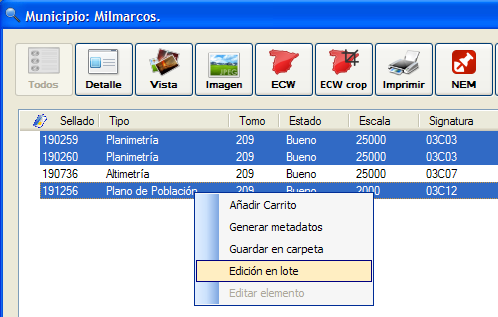 Municipio: Milmarcos.
Todos Detalle Vista Imagen ECW ECW crop Imprimir NEM
Sellado Tipo Tomo Estado Escala Signatura
190259 Planimetría 209 Bueno 25000 03C03
190260 Planimetría 209 Bueno 25000 03C03
190736 Altimetría 209 Bueno 25000 03C07
191256 Plano de Población 209 Bueno 2000 03C12
Añadir Carrito
Generar metadatos
Guardar en carpeta
Edición en lote
Editar elemento